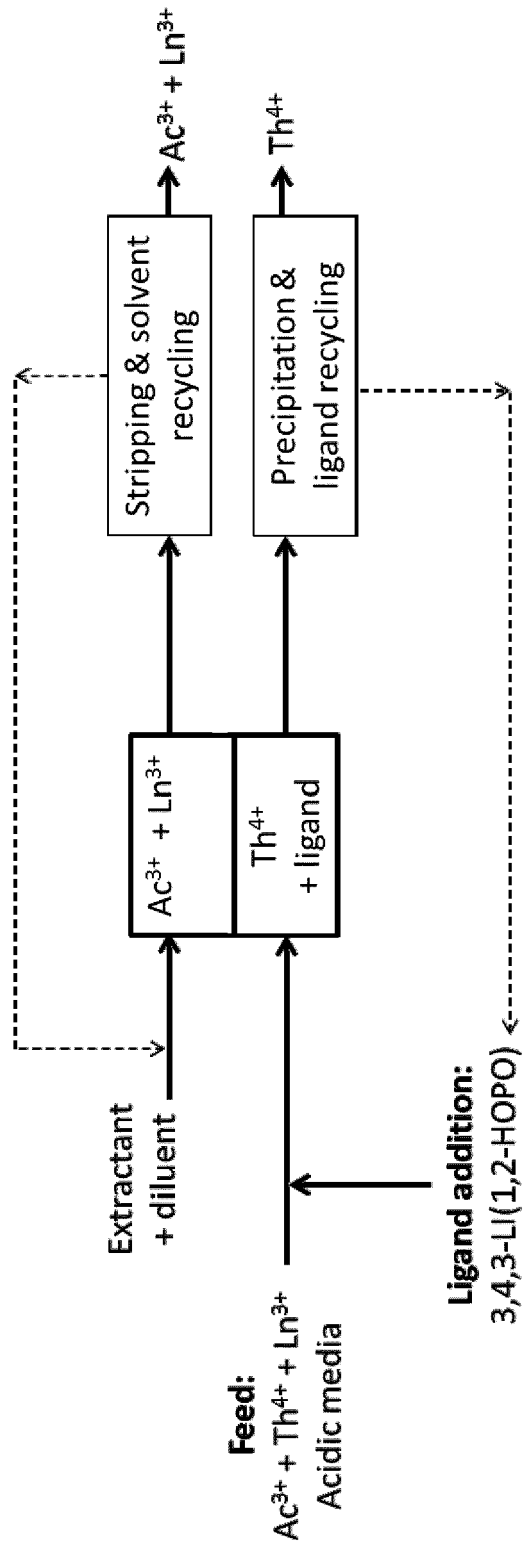 Feed:
Ac³⁺ + Th⁴⁺ + Ln³⁺
Acidic media
Ligand addition:
3,4,3-LI(1,2-HOPO)
Extractant
+ diluent
Ac³⁺ + Ln³⁺
Th⁴⁺
+ ligand
Stripping & solvent
recycling
Precipitation &
ligand recycling
Ac³⁺ + Ln³⁺
Th⁴⁺